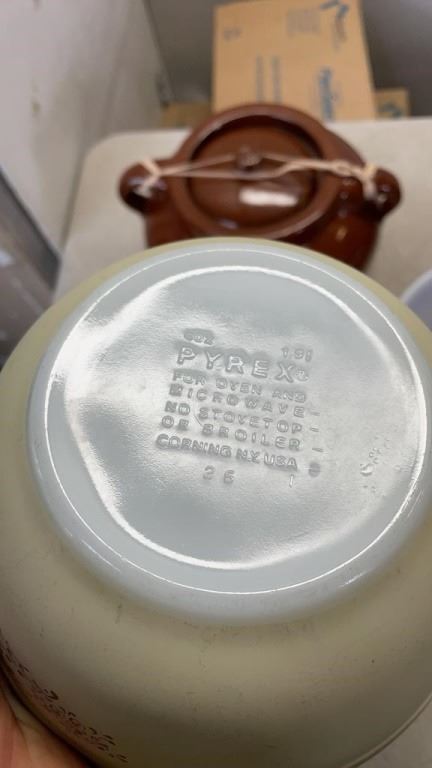 PYREX®
FOR OVEN AND
MICROWAVE
NO STOVETOP
OR BROILER
CORNING N.Y. USA